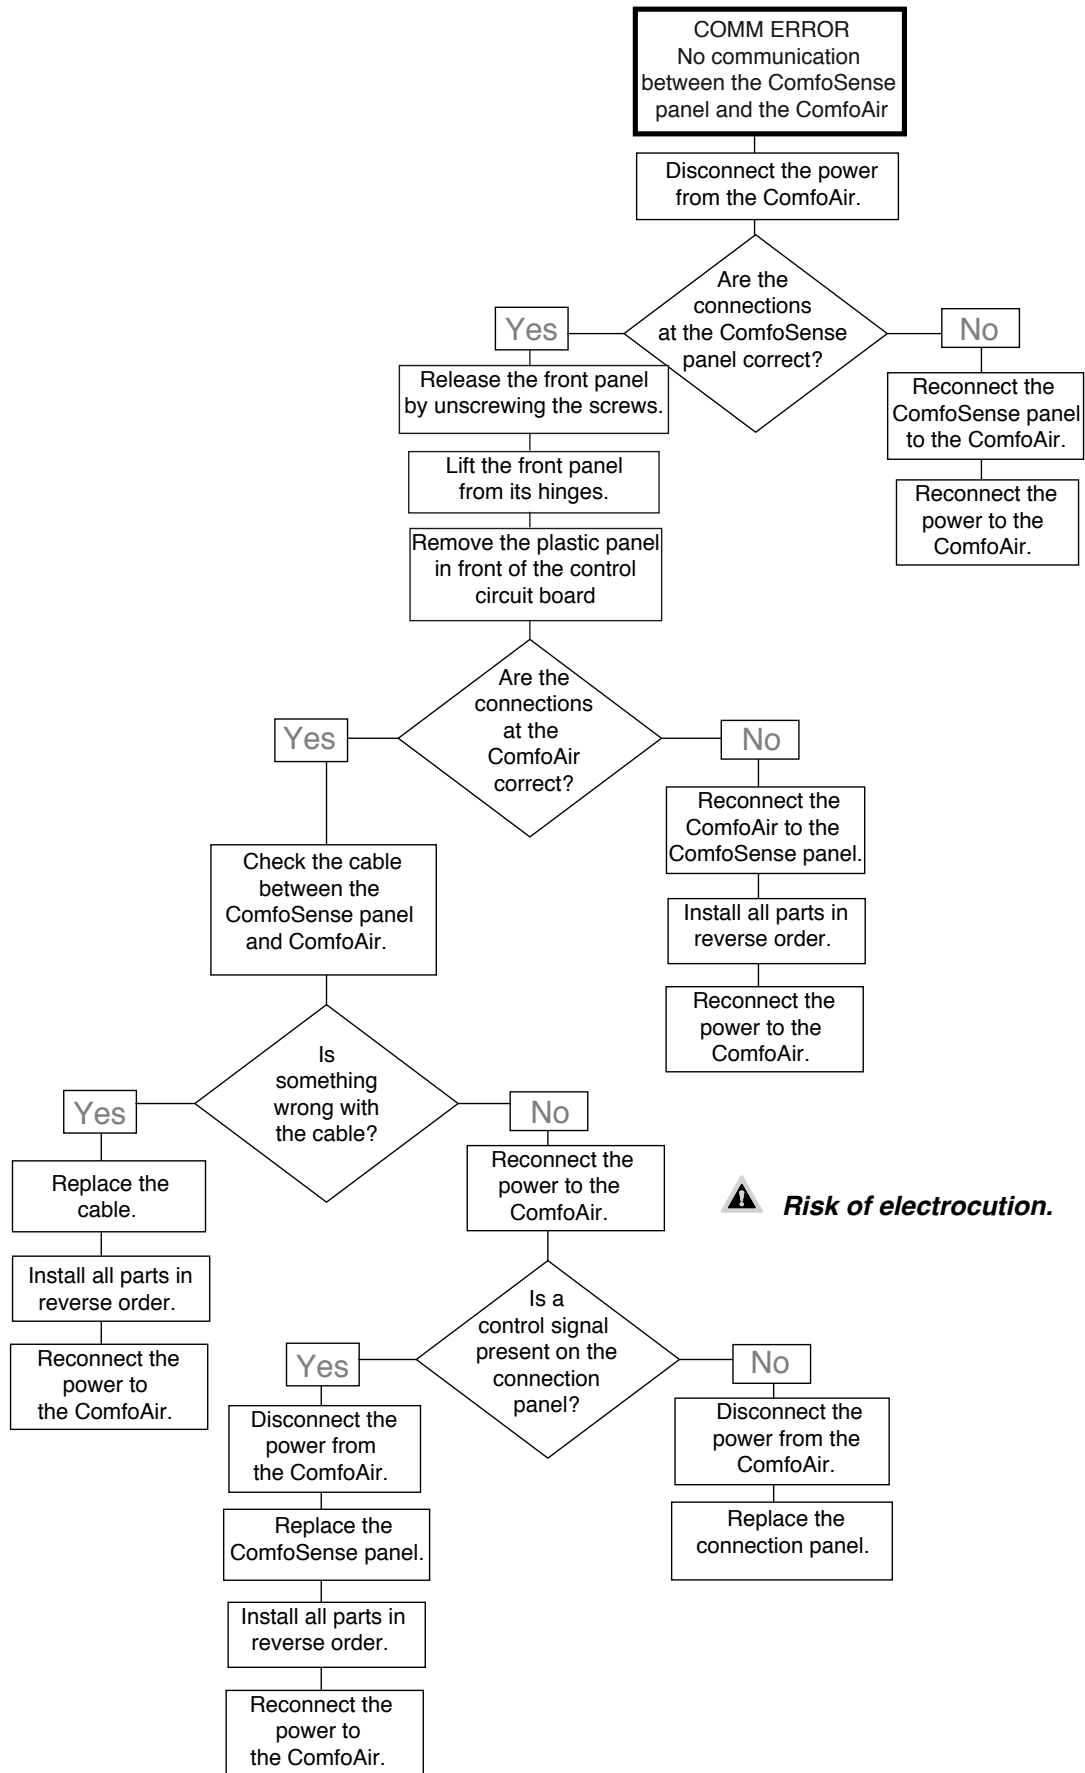 COMM ERROR
No communication
between the ComfoSense
panel and the ComfoAir
Disconnect the power
from the ComfoAir.
Are the
connections
at the ComfoSense
panel correct?
Yes
No
Release the front panel
by unscrewing the screws.
Reconnect the
ComfoSense panel
to the ComfoAir.
Lift the front panel
from its hinges.
Reconnect the
power to the
ComfoAir.
Remove the plastic panel
in front of the control
circuit board
Are the
connections
at the
ComfoAir
correct?
Yes
No
Reconnect the
ComfoAir to the
ComfoSense panel.
Check the cable
between the
ComfoSense panel
and ComfoAir.
Install all parts in
reverse order.
Reconnect the
power to the
ComfoAir.
Is
something
wrong with
the cable?
Yes
No
Replace the
cable.
Reconnect the
power to the
ComfoAir.
Risk of electrocution.
Install all parts in
reverse order.
Reconnect the
power to
the ComfoAir.
Is a
control signal
present on the
connection
panel?
Yes
No
Disconnect the
power from
the ComfoAir.
Disconnect the
power from the
ComfoAir.
Replace the
ComfoSense panel.
Replace the
connection panel.
Install all parts in
reverse order.
Reconnect the
power to
the ComfoAir.